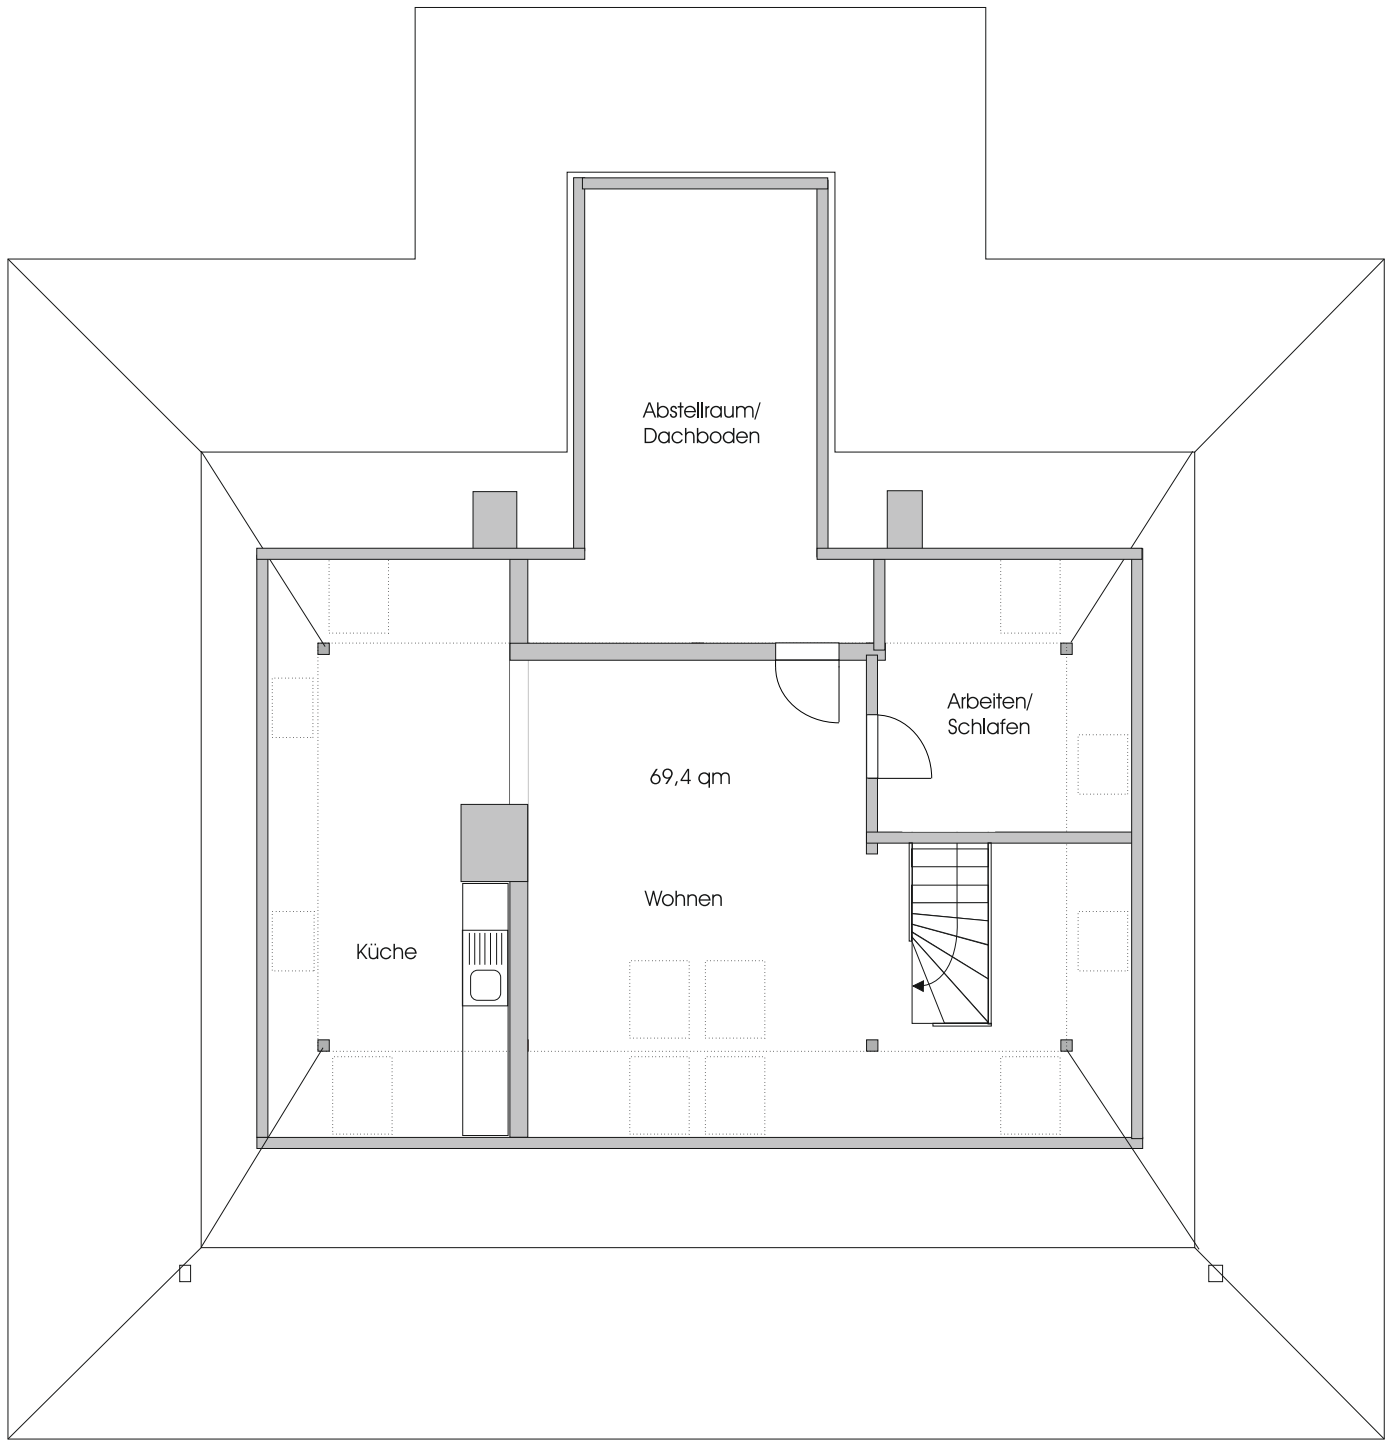 Abstellraum/
Dachboden
Arbeiten/
Schlafen
69,4 qm
Wohnen
Küche